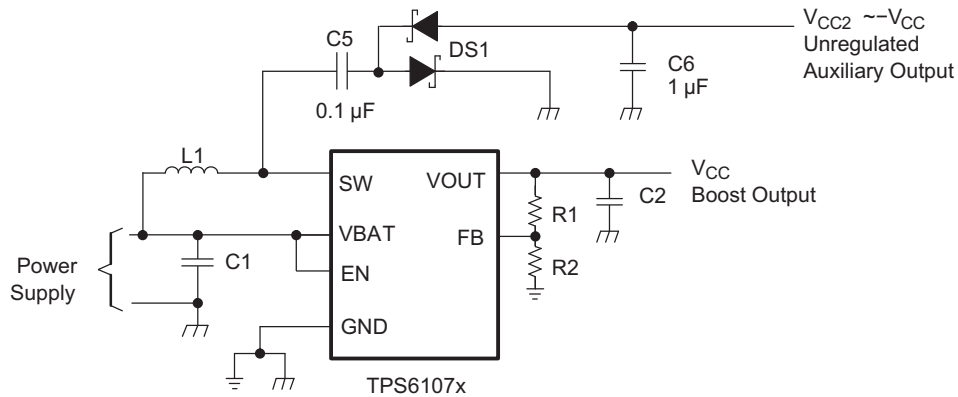 C5
0.1 µF
DS1
C6
1 µF
VCC2 ~–VCC
Unregulated
Auxiliary Output
L1
SW
VOUT
VBAT
FB
EN
GND
R1
R2
C2
VCC
Boost Output
Power
Supply
C1
TPS6107x